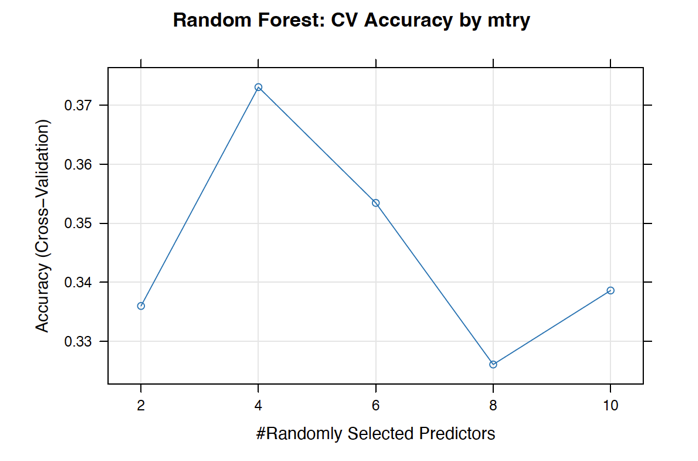 Random Forest: CV Accuracy by mtry
Accuracy (Cross−Validation)
0.37
0.36
0.35
0.34
0.33
2 4 6 8 10
#Randomly Selected Predictors